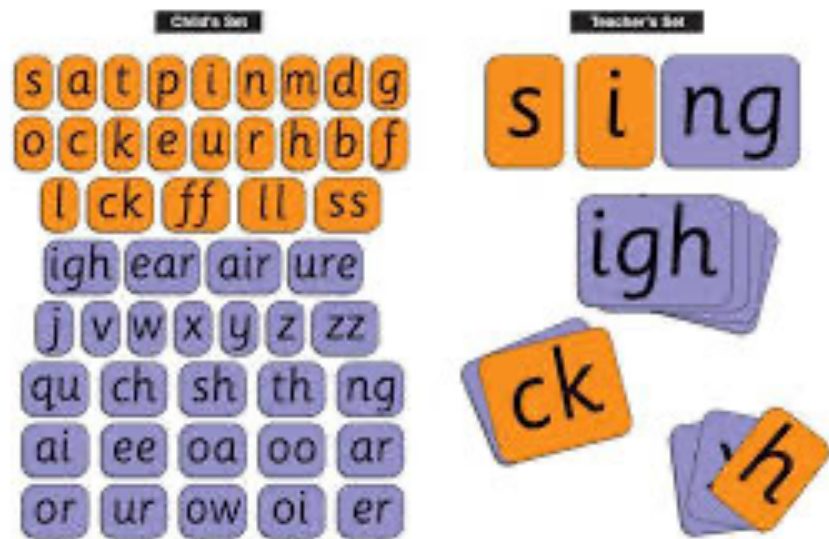 Child's Set
s a t p i n m d g
o c k e u r h b f
l ck ff ll ss
igh ear air ure
j v w x y z zz
qu ch sh th ng
ai ee oa oo ar
or ur ow oi er
Teacher's Set
s i ng
igh
ck
h